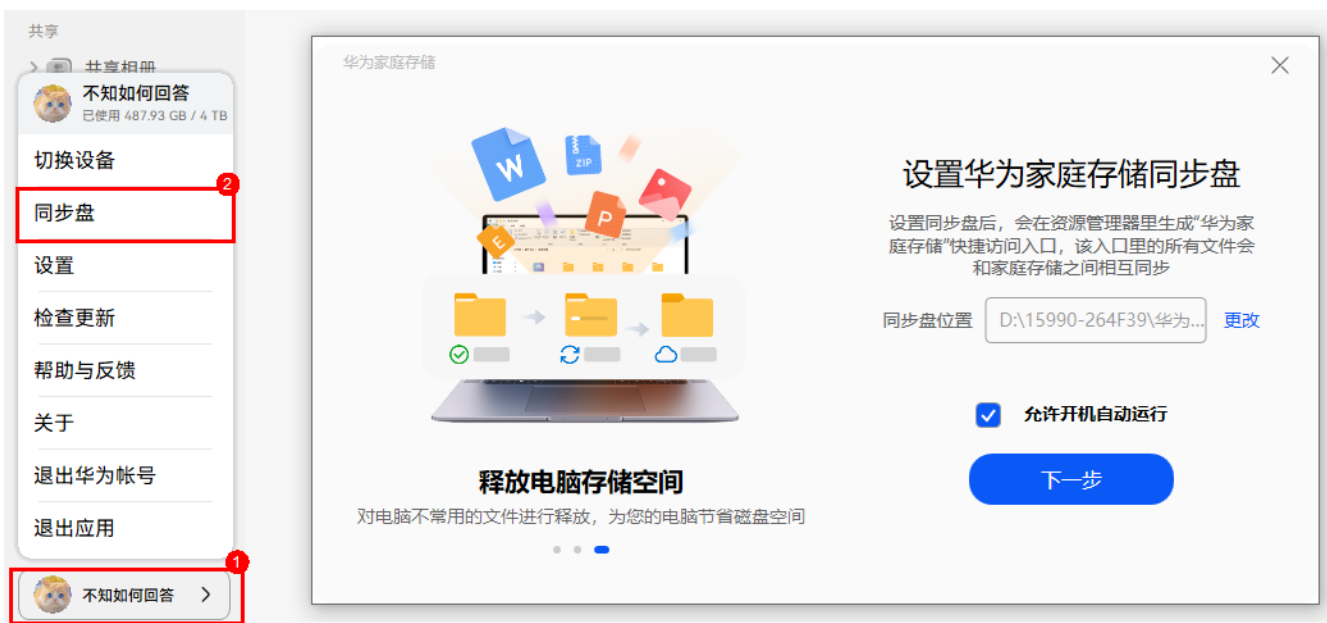 共享
共享相册
不知如何回答
已使用 487.93 GB / 4 TB
切换设备
2
同步盘
设置
检查更新
帮助与反馈
关于
退出华为帐号
退出应用
1
不知如何回答
华为家庭存储
W
ZIP
P
E
释放电脑存储空间
对电脑不常用的文件进行释放，为您的电脑节省磁盘空间
设置华为家庭存储同步盘
设置同步盘后，会在资源管理器里生成“华为家
庭存储”快捷访问入口，该入口里的所有文件会
和家庭存储之间相互同步
同步盘位置 D:\15990-264F39\华为... 更改
允许开机自动运行
下一步